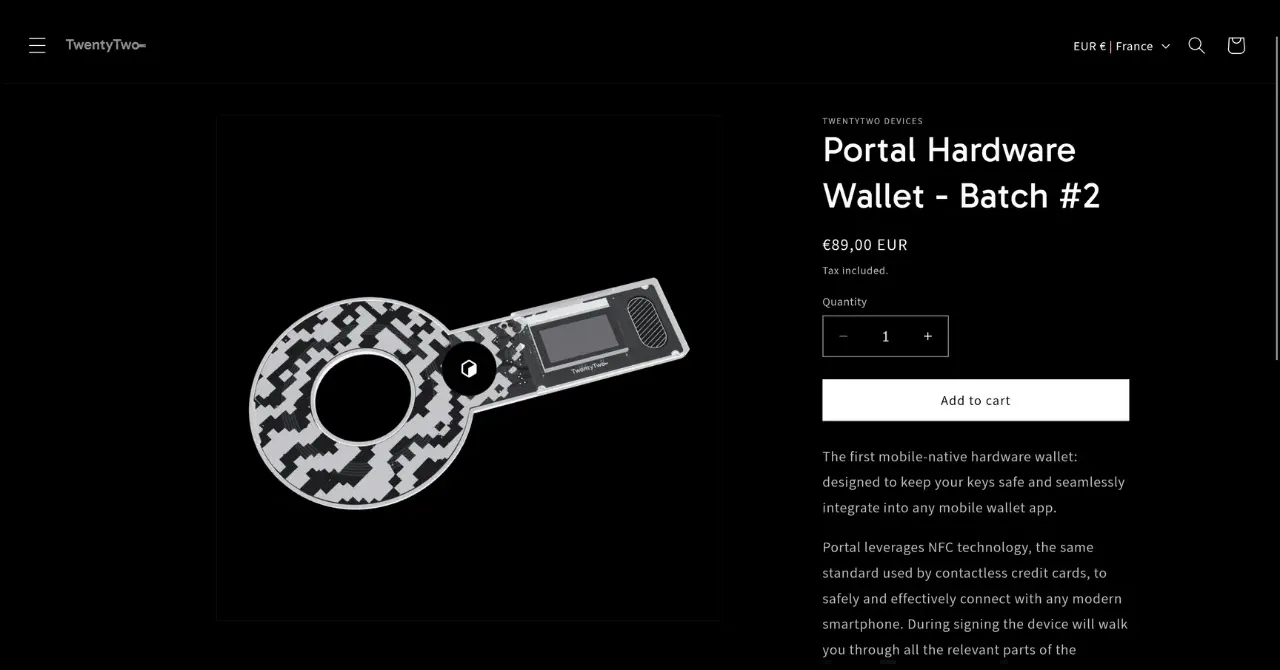 TwentyTwo
EUR € | France
TWENTYTWO DEVICES
Portal Hardware
Wallet - Batch #2
€89,00 EUR
Tax included.
Quantity
− 1 +
Add to cart
The first mobile-native hardware wallet:
designed to keep your keys safe and seamlessly
integrate into any mobile wallet app.
Portal leverages NFC technology, the same
standard used by contactless credit cards, to
safely and effectively connect with any modern
smartphone. During signing the device will walk
you through all the relevant parts of the
TwentyTwo